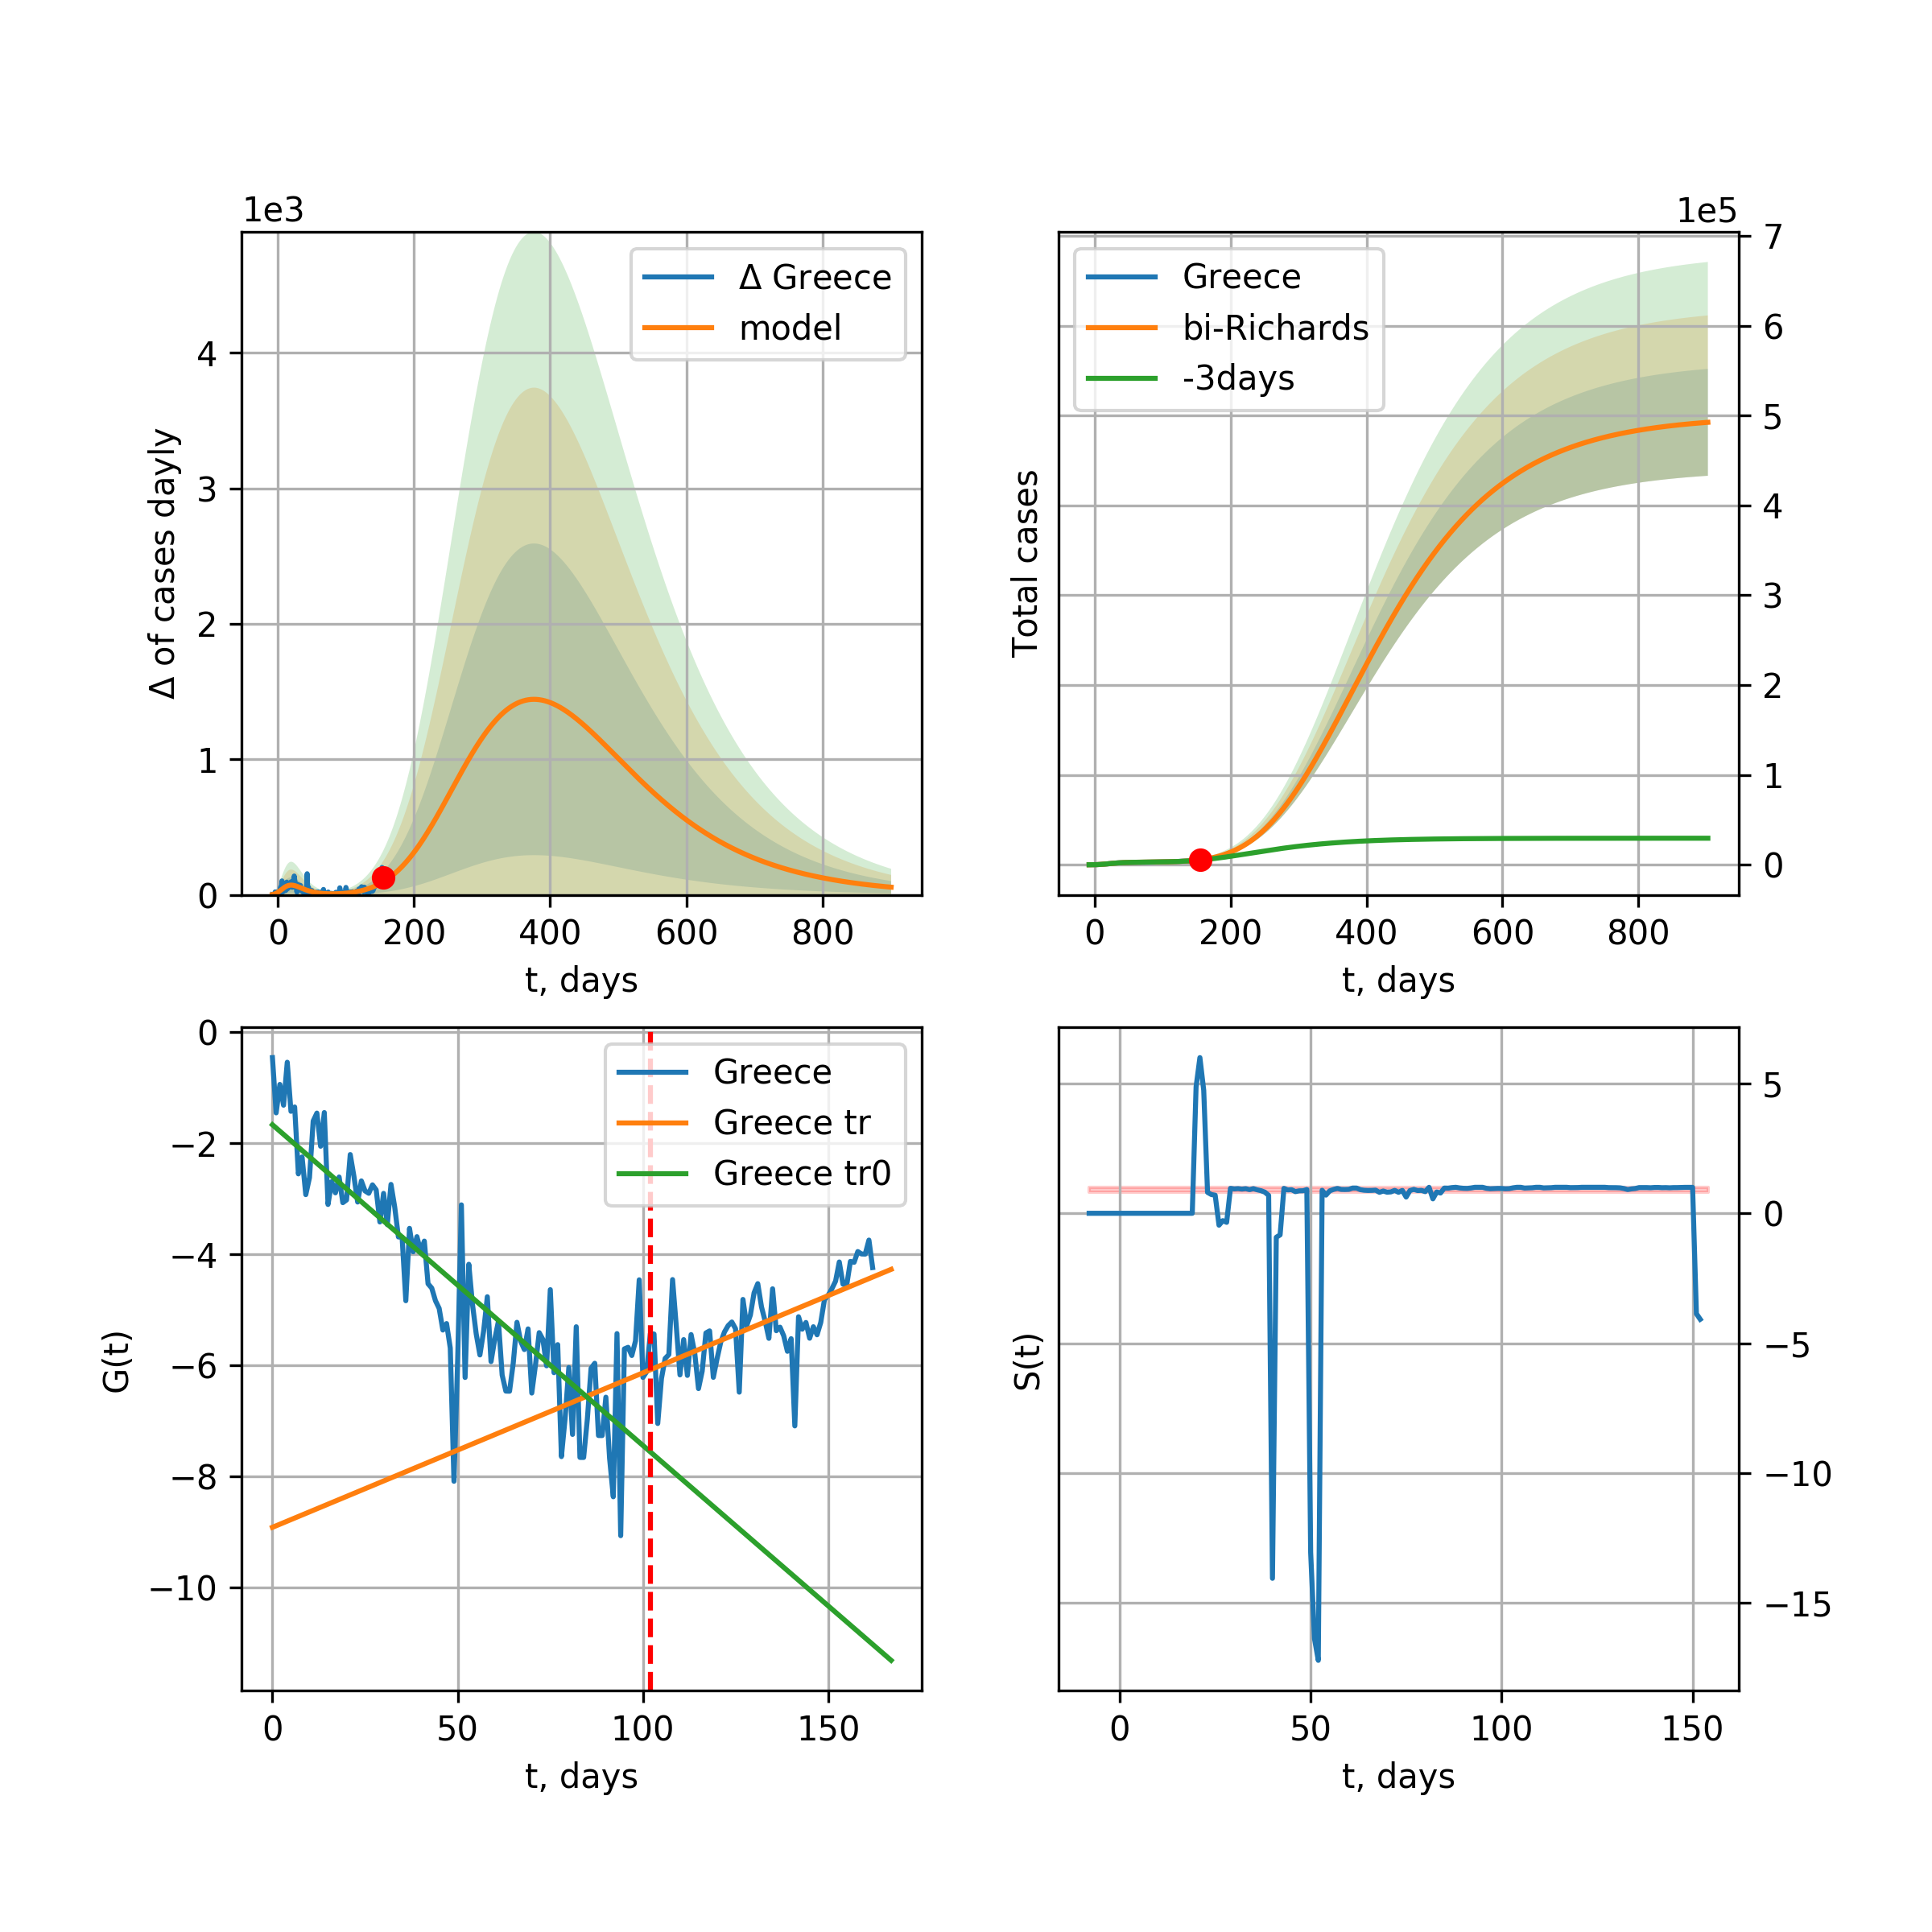 1e3
Δ of cases dayly
4
3
2
1
0
Δ Greece
model
0 200 400 600 800
t, days
1e5
Total cases
7
6
5
4
3
2
1
0
Greece
bi-Richards
-3days
0 200 400 600 800
t, days
G(t)
0
−2
−4
−6
−8
−10
Greece
Greece tr
Greece tr0
0 50 100 150
t, days
S(t)
5
0
−5
−10
−15
0 50 100 150
t, days